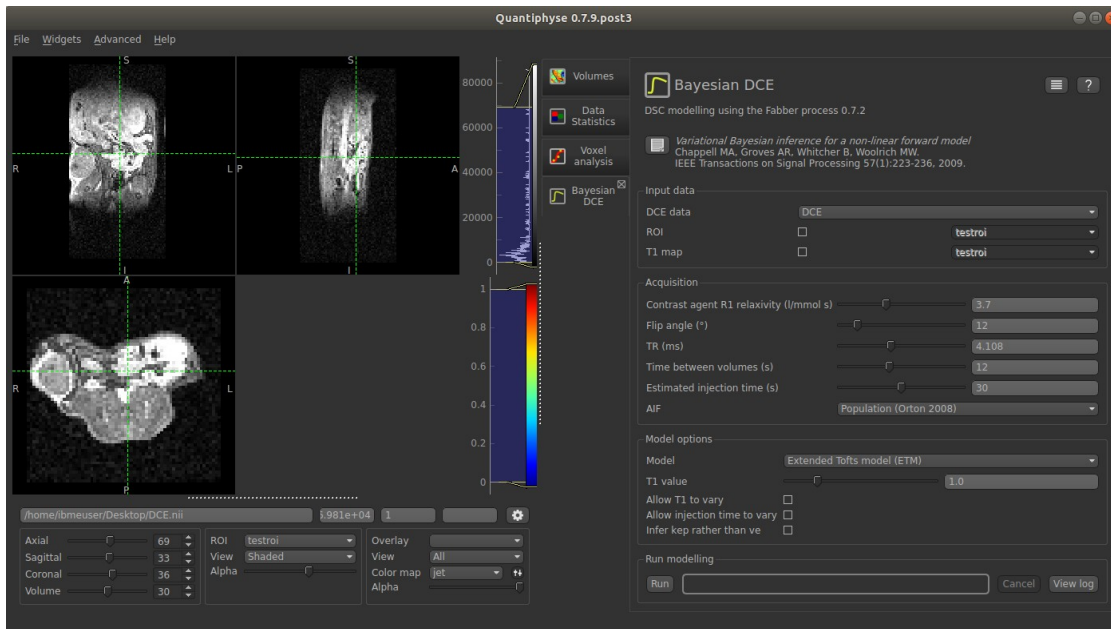 Quantiphyse 0.7.9.post3
File Widgets Advanced Help
S
R
L
I
S
P
A
I
A
R
L
P
80000
60000
40000
20000
0
1
0.8
0.6
0.4
0.2
0
Volumes
Data
Statistics
Voxel
analysis
Bayesian
DCE
Bayesian DCE
?
DSC modelling using the Fabber process 0.7.2
Variational Bayesian inference for a non-linear forward model
Chappell MA, Groves AR, Whitcher B, Woolrich MW.
IEEE Transactions on Signal Processing 57(1):223-236, 2009.
Input data
DCE data DCE
ROI testroi
T1 map testroi
Acquisition
Contrast agent R1 relaxivity (l/mmol s) 3.7
Flip angle (°) 12
TR (ms) 4.108
Time between volumes (s) 12
Estimated injection time (s) 30
AIF Population (Orton 2008)
Model options
Model Extended Tofts model (ETM)
T1 value 1.0
Allow T1 to vary
Allow injection time to vary
Infer kep rather than ve
Run modelling
Run Cancel View log
/home/ibmeuser/Desktop/DCE.nii 1
Axial 69
Sagittal 33
Coronal 36
Volume 30
ROI testroi
View Shaded
Alpha
Overlay
View All
Color map jet
Alpha